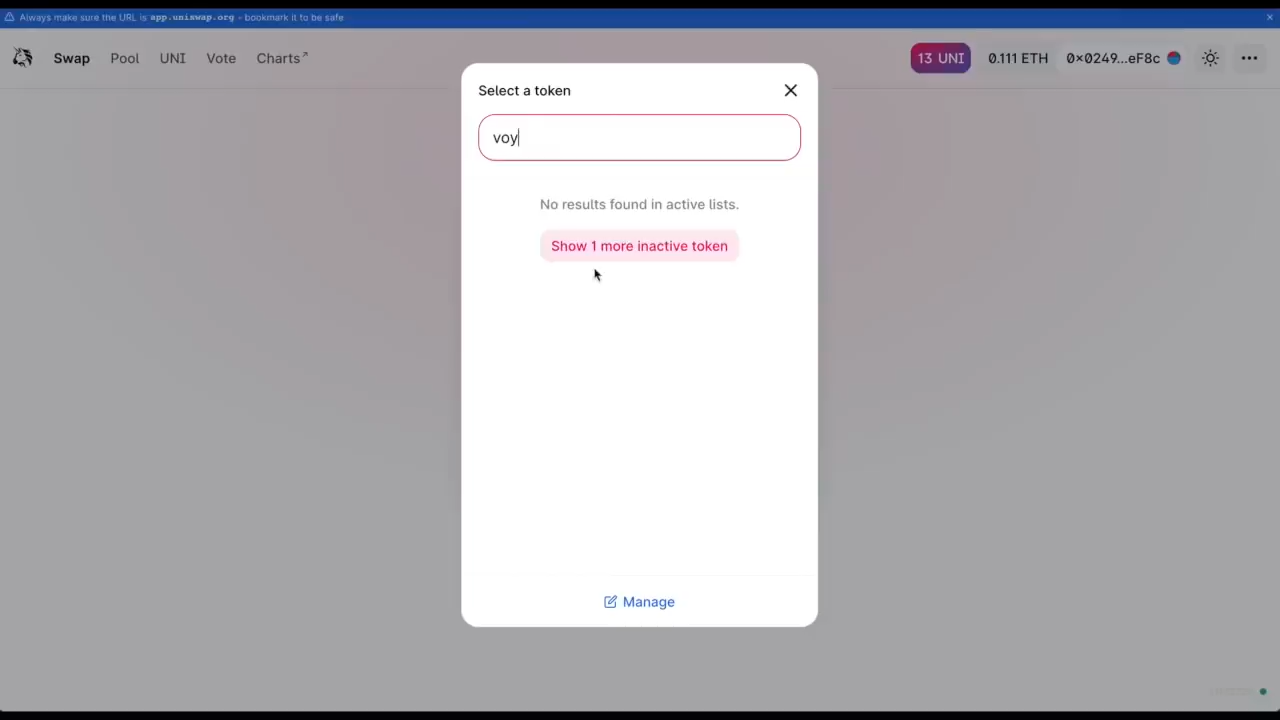 Always make sure the URL is app.uniswap.org - bookmark it to be safe
Swap Pool UNI Vote Charts↗ 13 UNI 0.111 ETH 0x0249...eF8c
Select a token
voy
No results found in active lists.
Show 1 more inactive token
Manage